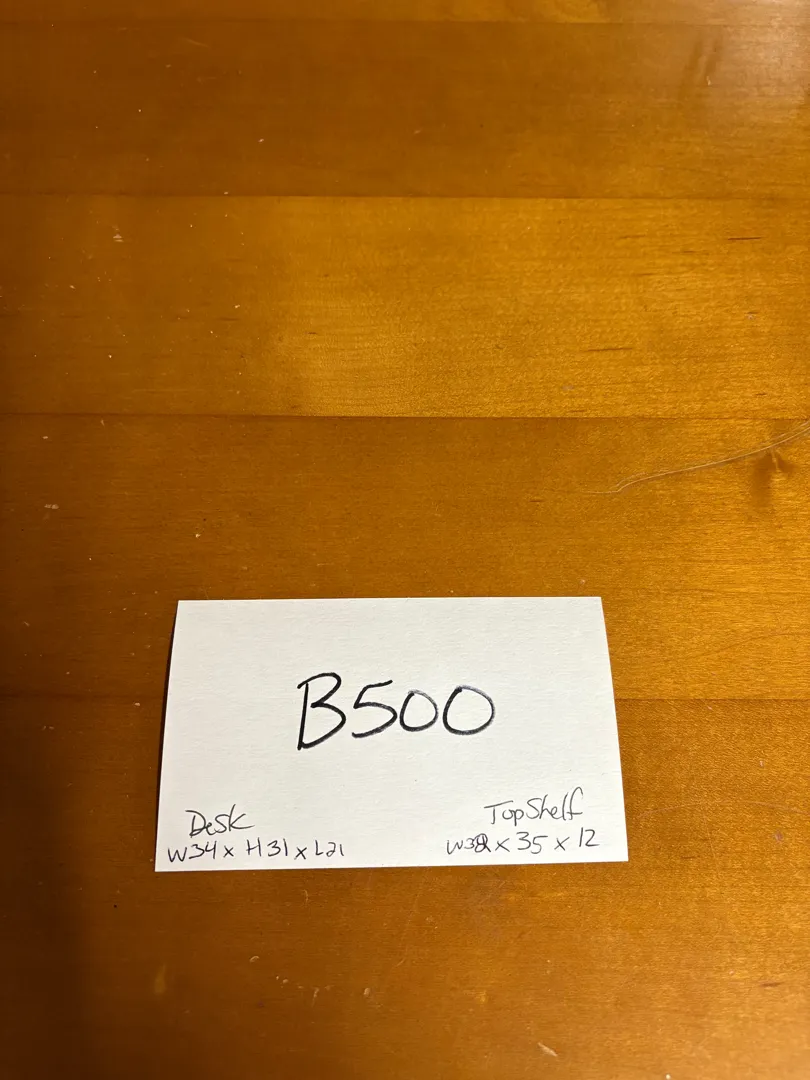 B500
Desk
W34 x H31 x L21
Top Shelf
x 35 x 12